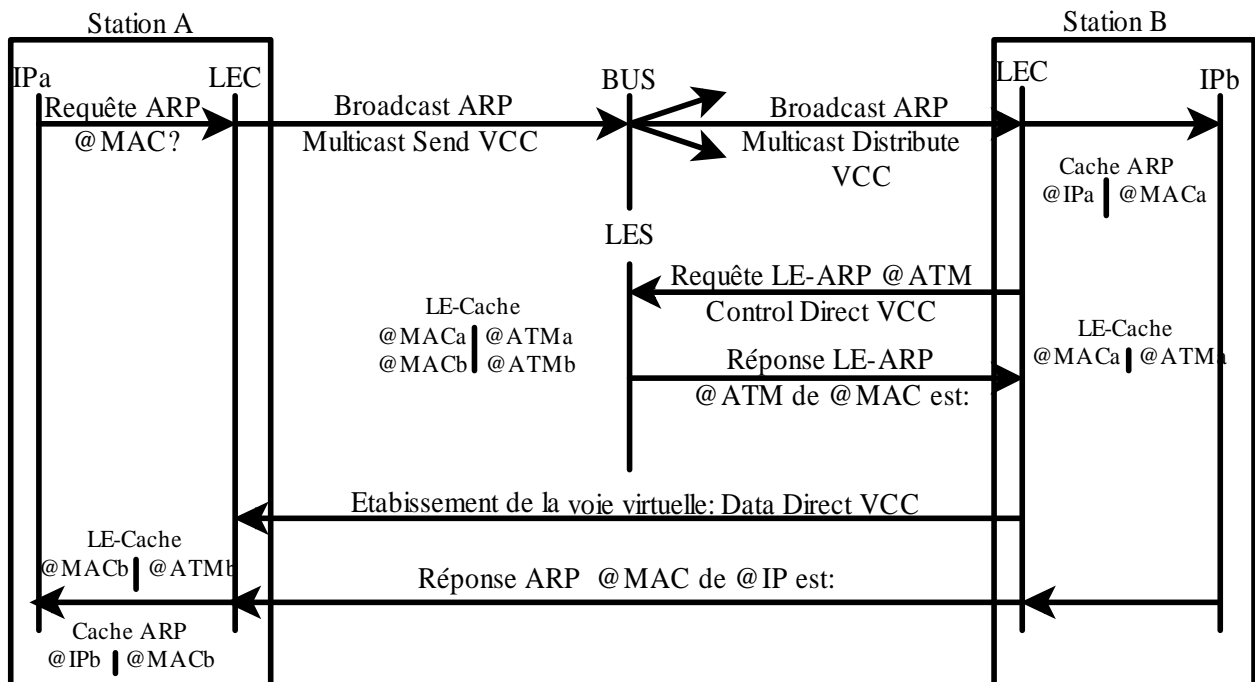 Station A
Station B
IPa
LEC
BUS
LEC
IPb
Requête ARP
@MAC?
Broadcast ARP
Multicast Send VCC
Broadcast ARP
Multicast Distribute
VCC
Cache ARP
@IPa @MACa
LES
Requête LE-ARP @ATM
Control Direct VCC
LE-Cache
@MACa @ATMa
@MACb @ATMb
LE-Cache
@MACa @ATMa
Réponse LE-ARP
@ATM de @MAC est:
Etabissement de la voie virtuelle: Data Direct VCC
LE-Cache
@MACb @ATMb
Réponse ARP @MAC de @IP est:
Cache ARP
@IPb @MACb